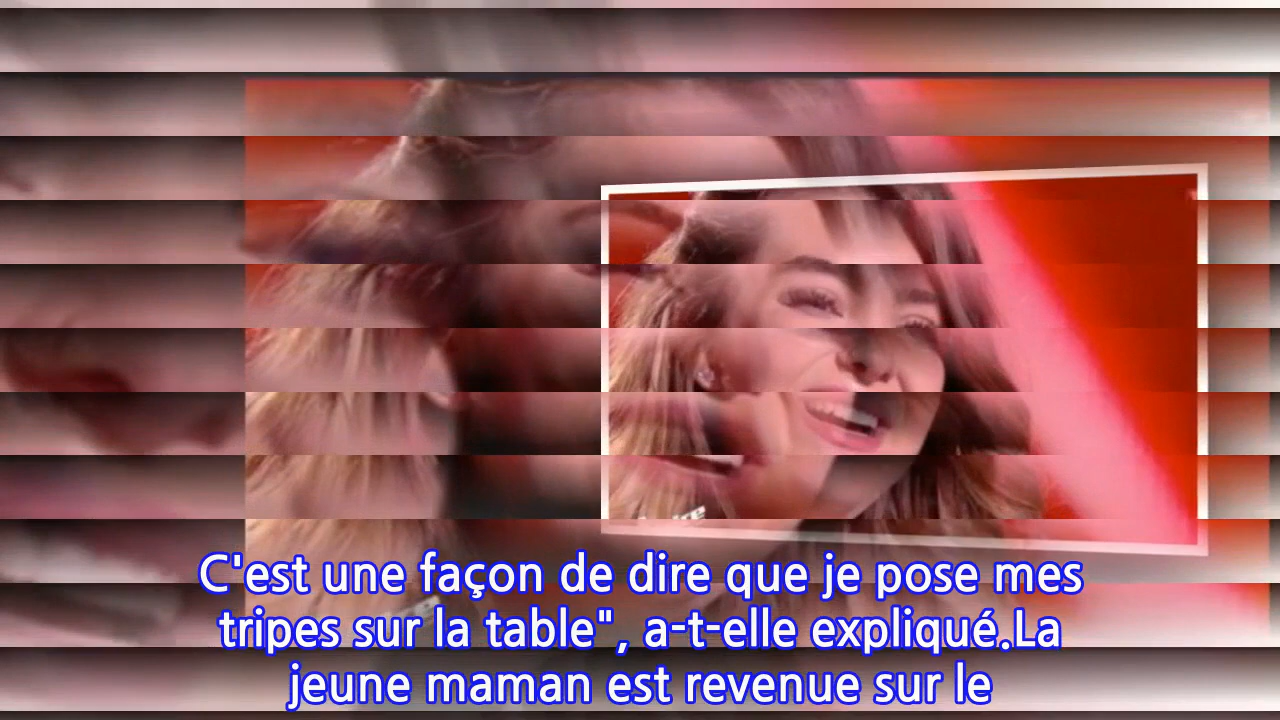 C'est une façon de dire que je pose mes
tripes sur la table", a-t-elle expliqué.La
jeune maman est revenue sur le